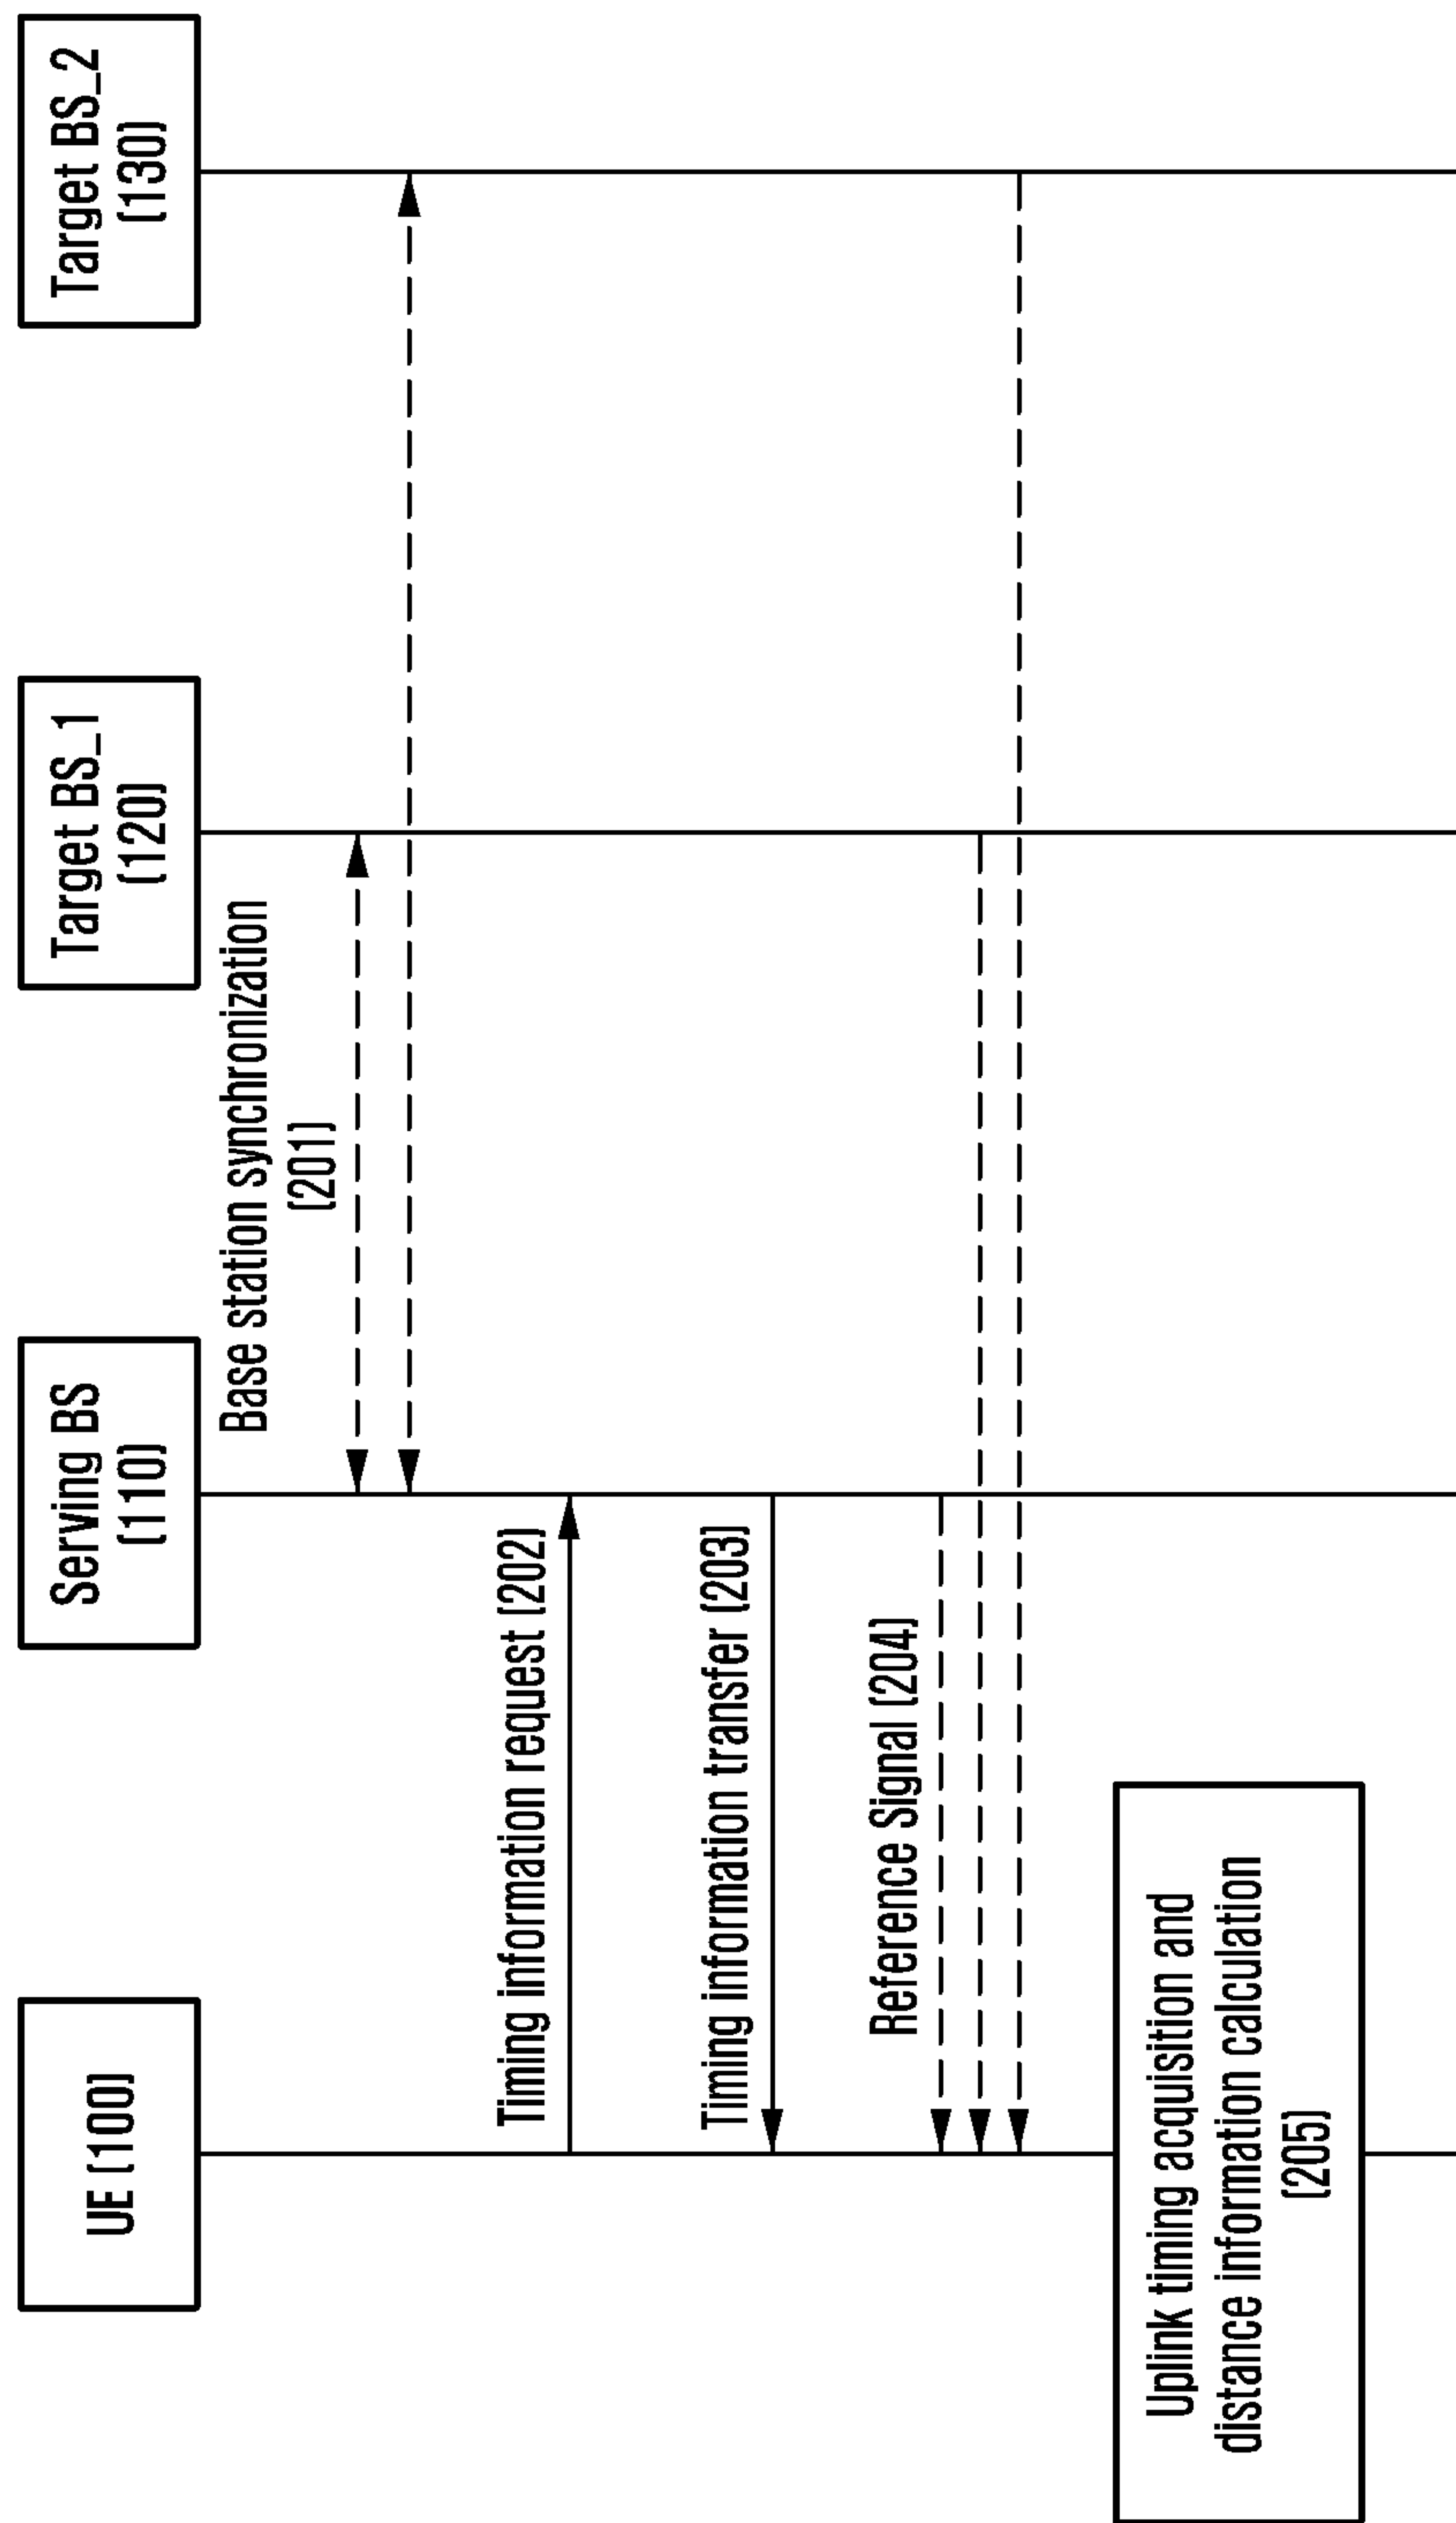 UE (100)
Serving BS
(110)
Target BS_1
(120)
Target BS_2
(130)
Base station synchronization
(201)
Timing information request (202)
Timing information transfer (203)
Reference Signal (204)
Uplink timing acquisition and
distance information calculation
(205)